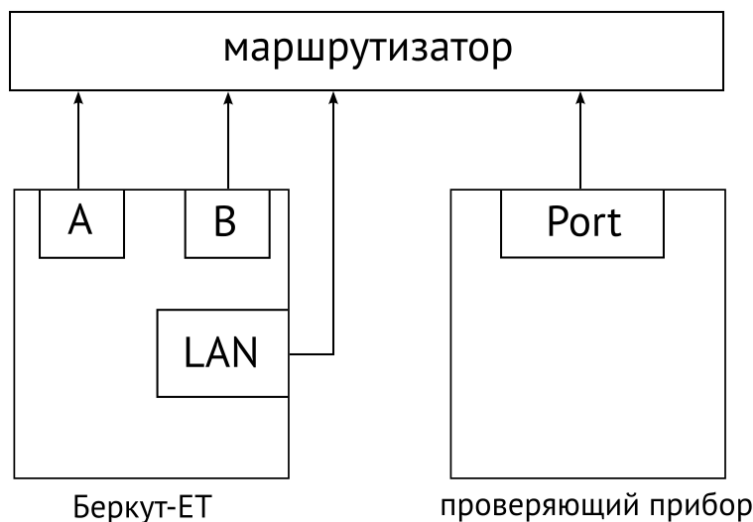 маршрутизатор
A
B
Port
LAN
Беркут-ET
проверяющий прибор